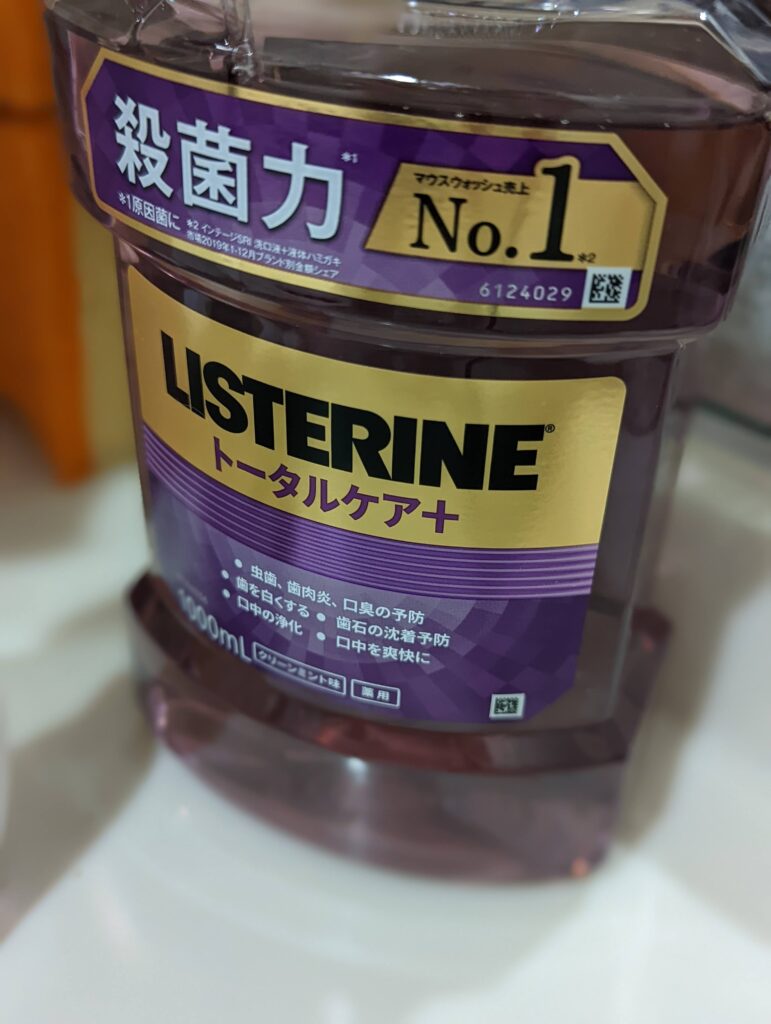 殺菌力*1
*1原因菌に
*2 インテージSRI 洗口液+液体ハミガキ
市場2019年1-12月ブランド別金額シェア
マウスウォッシュ売上
No.1*2
6124029
LISTERINE®
トータルケア+
● 虫歯、歯肉炎、口臭の予防
● 歯を白くする ● 歯石の沈着予防
● 口中の浄化 ● 口中を爽快に
1000mL クリーンミント味 薬用